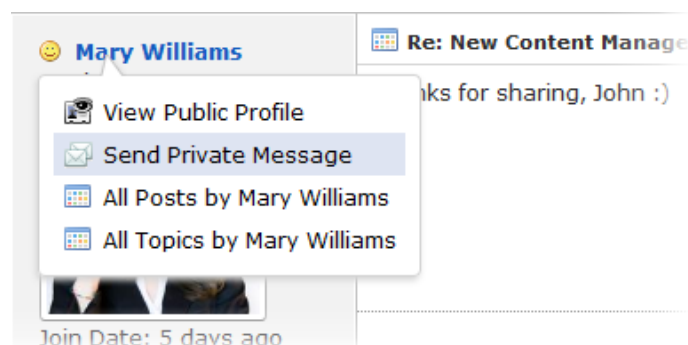 Mary Williams
Re: New Content Manage
nks for sharing, John :)
View Public Profile
Send Private Message
All Posts by Mary Williams
All Topics by Mary Williams
Join Date: 5 days ago